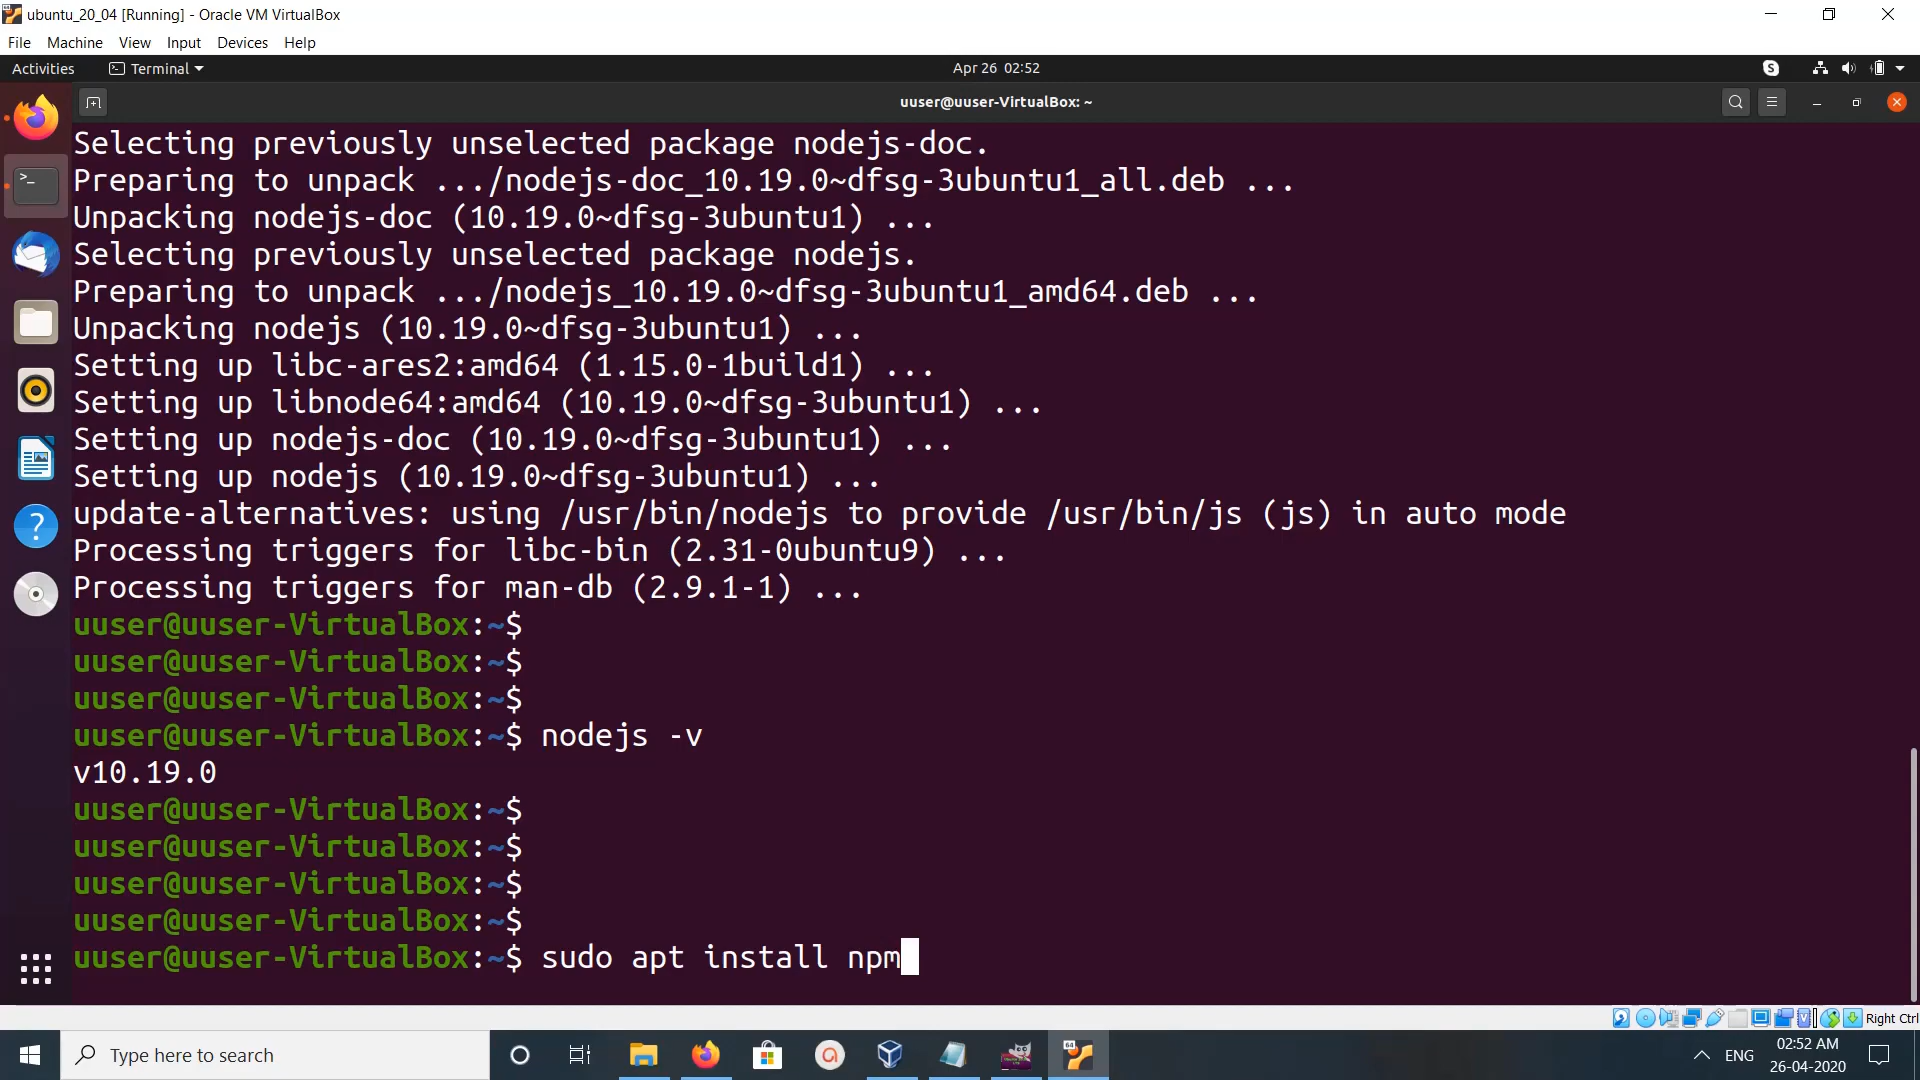 ubuntu_20_04 [Running] - Oracle VM VirtualBox
File Machine View Input Devices Help
Activities Terminal Apr 26 02:52
uuser@uuser-VirtualBox: ~
Selecting previously unselected package nodejs-doc.
Preparing to unpack .../nodejs-doc_10.19.0~dfsg-3ubuntu1_all.deb ...
Unpacking nodejs-doc (10.19.0~dfsg-3ubuntu1) ...
Selecting previously unselected package nodejs.
Preparing to unpack .../nodejs_10.19.0~dfsg-3ubuntu1_amd64.deb ...
Unpacking nodejs (10.19.0~dfsg-3ubuntu1) ...
Setting up libc-ares2:amd64 (1.15.0-1build1) ...
Setting up libnode64:amd64 (10.19.0~dfsg-3ubuntu1) ...
Setting up nodejs-doc (10.19.0~dfsg-3ubuntu1) ...
Setting up nodejs (10.19.0~dfsg-3ubuntu1) ...
update-alternatives: using /usr/bin/nodejs to provide /usr/bin/js (js) in auto mode
Processing triggers for libc-bin (2.31-0ubuntu9) ...
Processing triggers for man-db (2.9.1-1) ...
uuser@uuser-VirtualBox:~$
uuser@uuser-VirtualBox:~$
uuser@uuser-VirtualBox:~$
uuser@uuser-VirtualBox:~$ nodejs -v
v10.19.0
uuser@uuser-VirtualBox:~$
uuser@uuser-VirtualBox:~$
uuser@uuser-VirtualBox:~$
uuser@uuser-VirtualBox:~$
uuser@uuser-VirtualBox:~$ sudo apt install npm
Right Ctrl
Type here to search
ENG
02:52 AM
26-04-2020